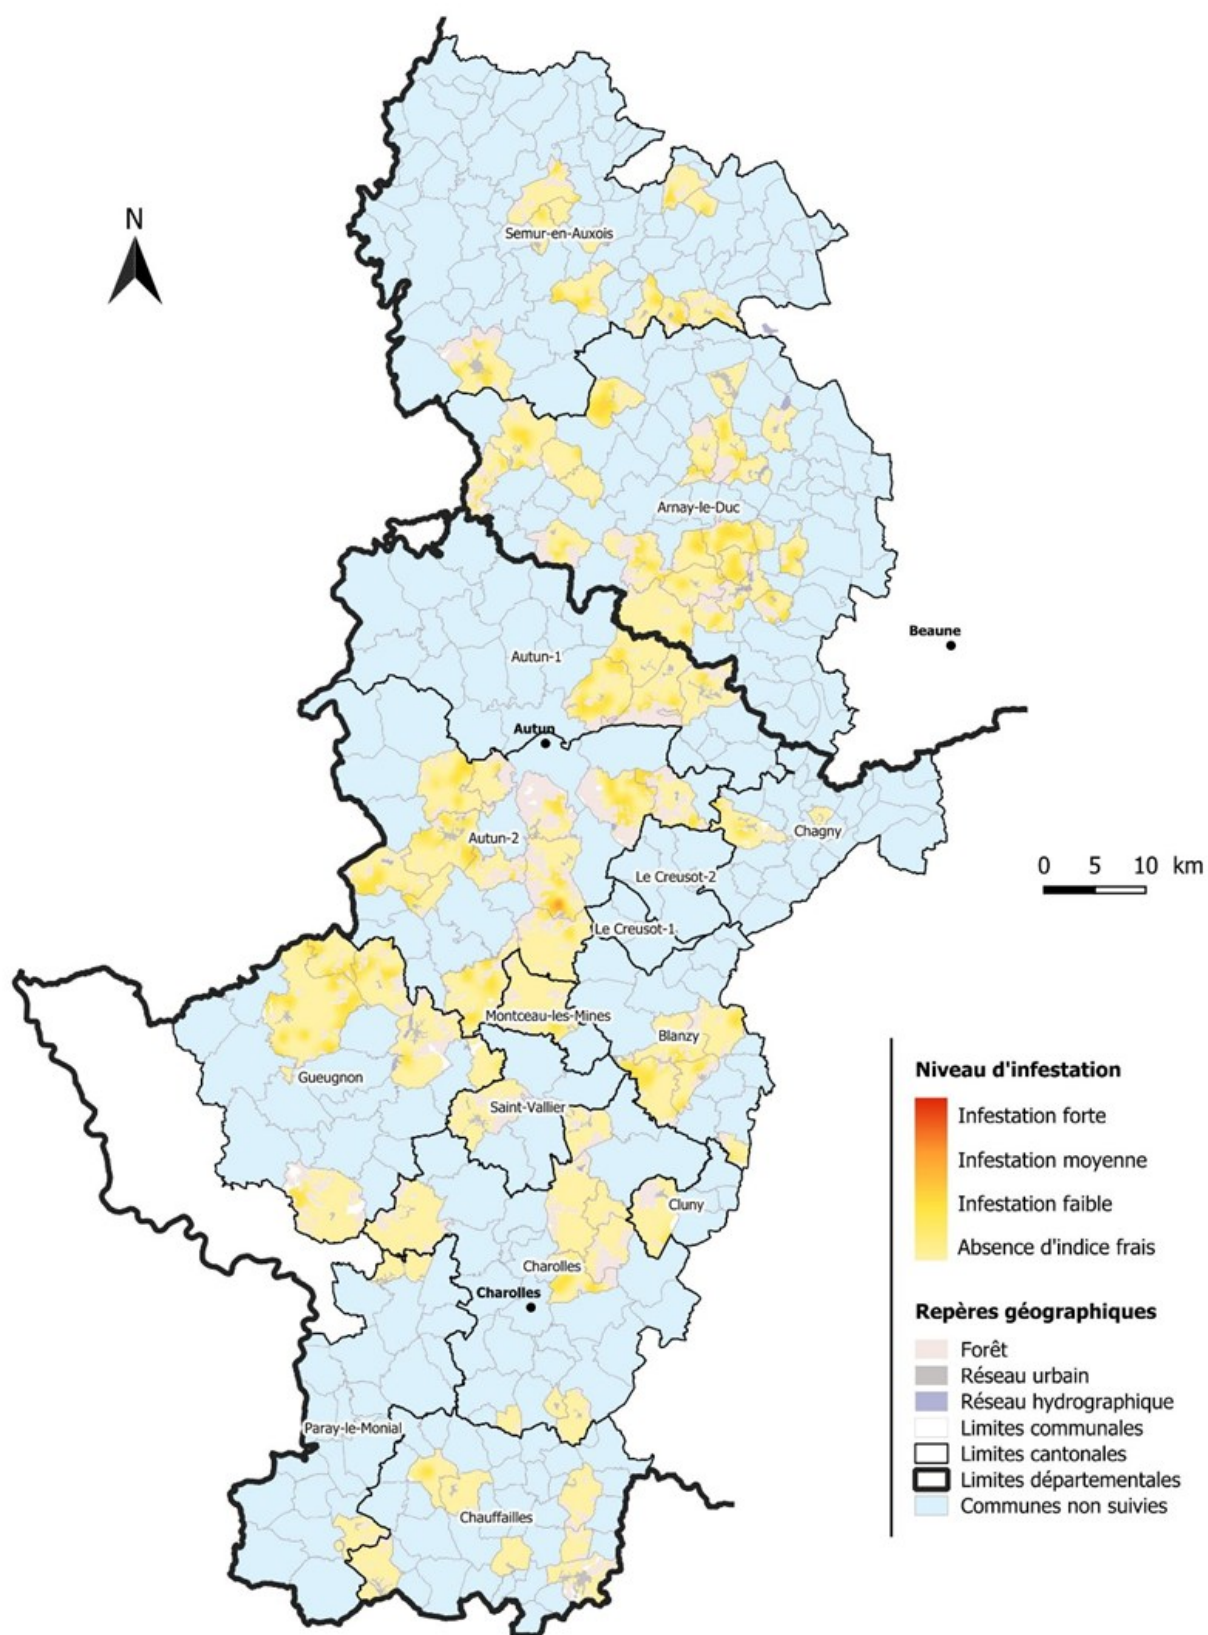 N
Semur-en-Auxois
Arnay-le-Duc
Beaune
Autun-1
Autun
Chagny
Autun-2
Le Creusot-2
0 5 10 km
Le Creusot-1
Montceau-les-Mines
Blanzy
Gueugnon
Saint-Vallier
Cluny
Charolles
Charolles
Paray-le-Monial
Chauffailles
Niveau d'infestation
Infestation forte
Infestation moyenne
Infestation faible
Absence d'indice frais
Repères géographiques
Forêt
Réseau urbain
Réseau hydrographique
Limites communales
Limites cantonales
Limites départementales
Communes non suivies